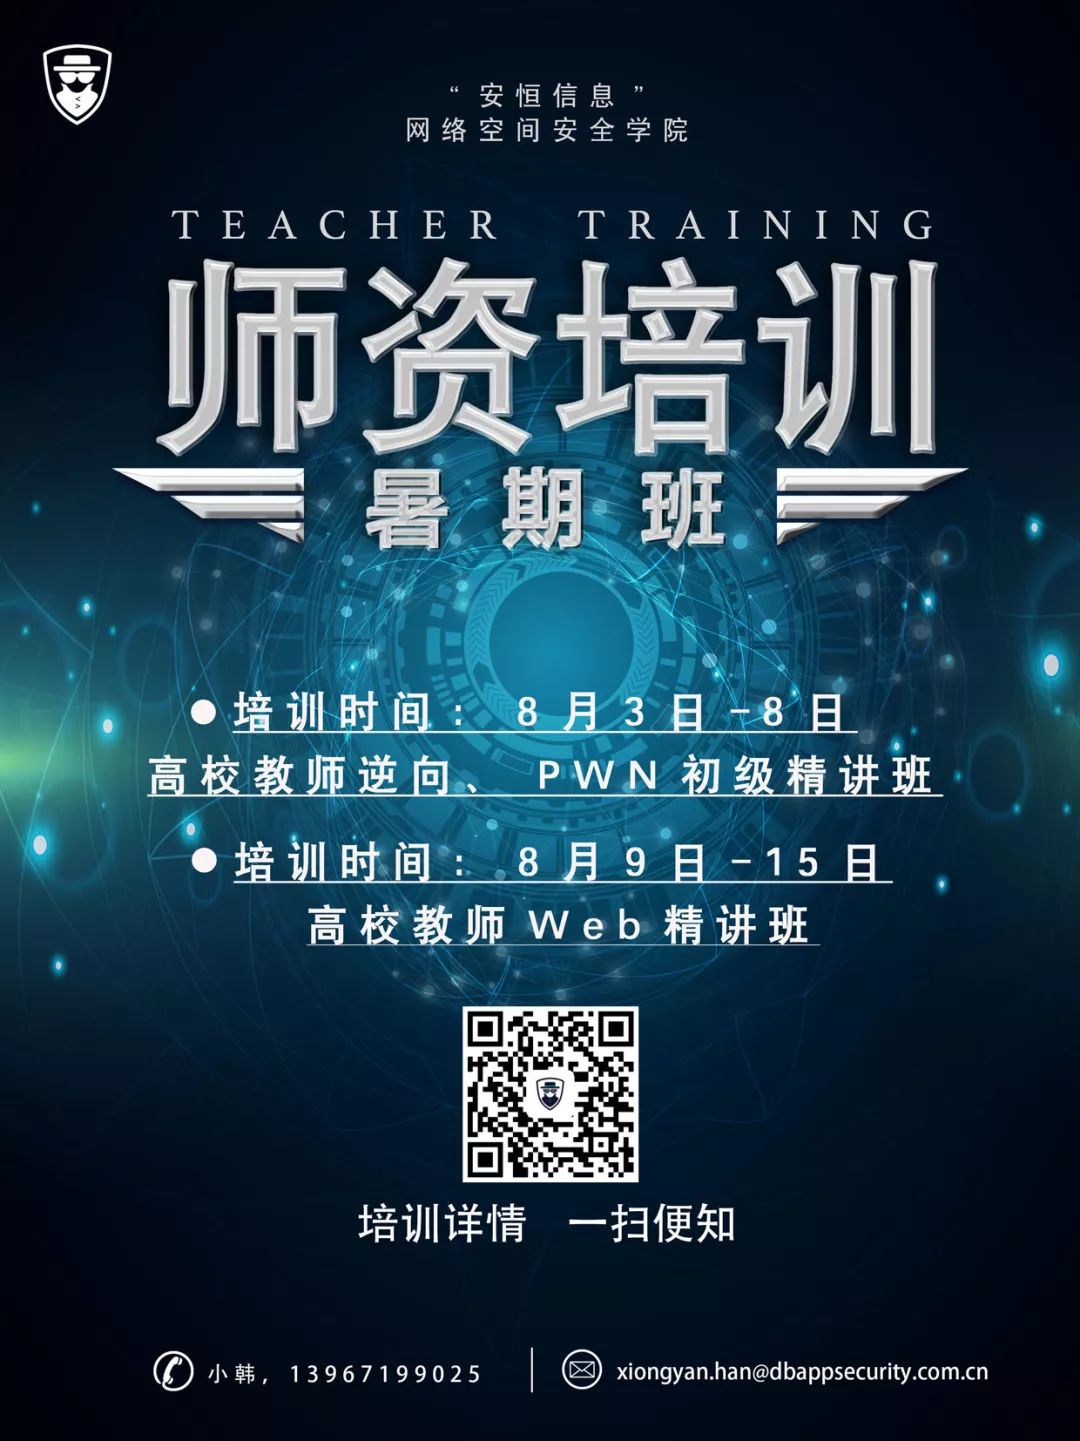 “安恒信息”
网络空间安全学院
TEACHER TRAINING
师资培训
暑期班
培训时间：8月3日-8日
高校教师逆向、PWN初级精讲班
培训时间：8月9日-15日
高校教师Web精讲班
培训详情 一扫便知
小韩，13967199025
xiongyan.han@dbappsecurity.com.cn